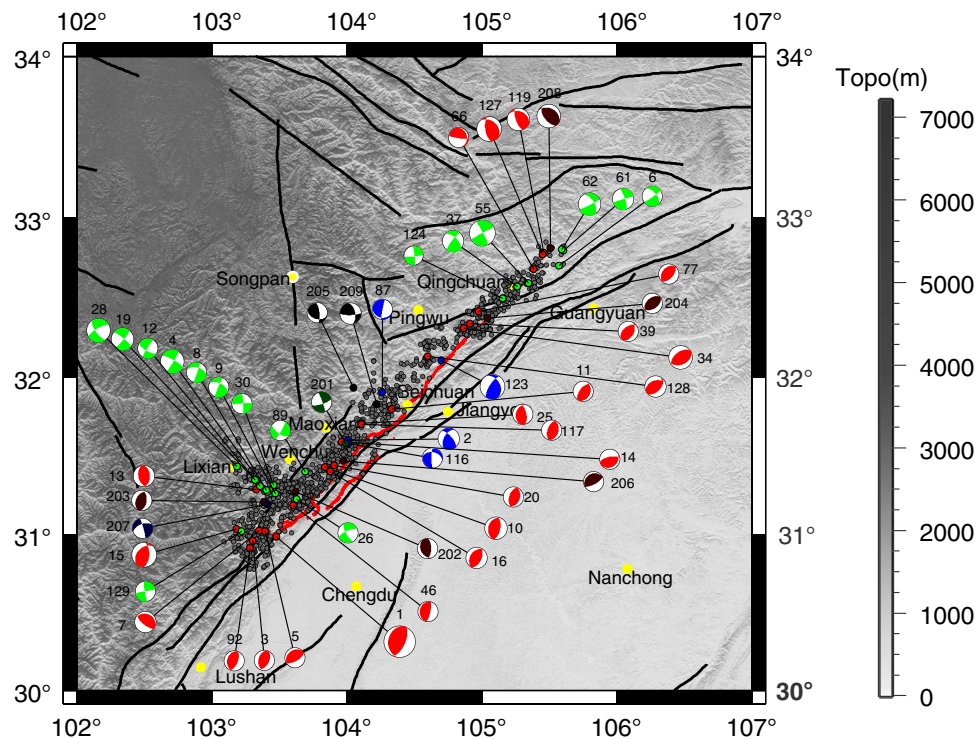 102° 103° 104° 105° 106° 107°
34° 34°
Topo(m)
66 127 119 208
7000
33° 33°
6000
62 61 6
124 37 55
Songpan
Qingchuan
77
5000
205 209 87
Pingwu
Guangyuan
204
28 19 12 4 8 9 30
39
4000
34
32° 32°
201
Beichuan
123
11
128
89
Maoxian
Jiangyo
25
117
3000
Wenchu
2
116
Lixian
14
13
206
203
20
2000
207
10
31° 31°
15
26
202
16
129
Nanchong
Chengdu
46
1000
7
1
92 3 5
Lushan
30° 30°
0
102° 103° 104° 105° 106° 107°